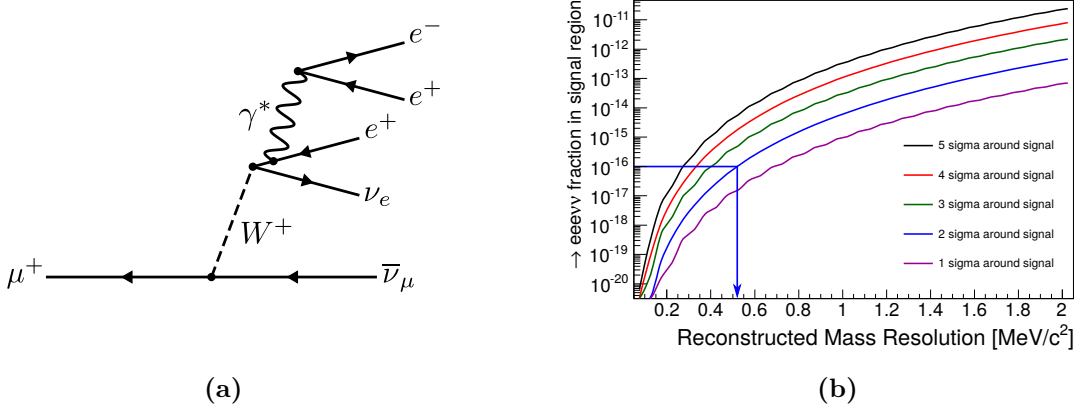 e⁻
e⁺
γ*
e⁺
ν_e
W⁺
μ⁺
ν̅_μ
(a)
→ eeeνν fraction in signal region
10⁻¹¹
10⁻¹²
10⁻¹³
10⁻¹⁴
10⁻¹⁵
10⁻¹⁶
10⁻¹⁷
10⁻¹⁸
10⁻¹⁹
10⁻²⁰
5 sigma around signal
4 sigma around signal
3 sigma around signal
2 sigma around signal
1 sigma around signal
0.2 0.4 0.6 0.8 1 1.2 1.4 1.6 1.8 2
Reconstructed Mass Resolution [MeV/c²]
(b)